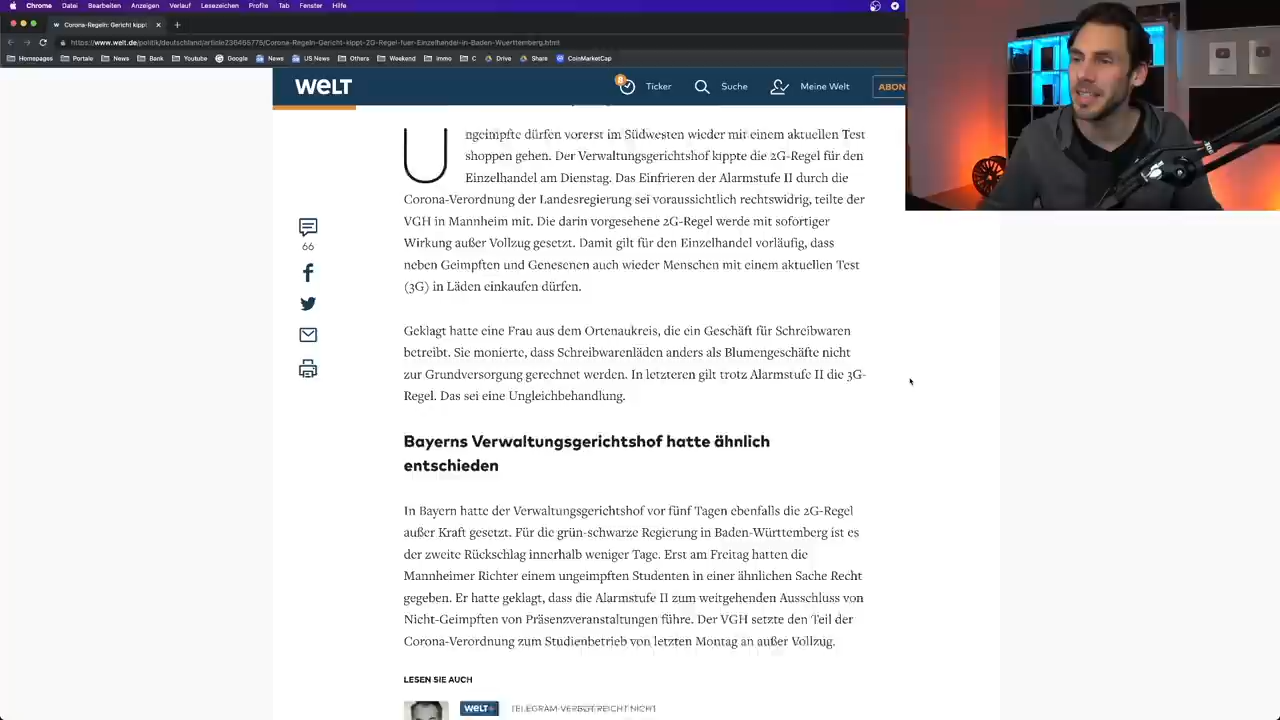 Chrome Datei Bearbeiten Anzeigen Verlauf Lesezeichen Profile Tab Fenster Hilfe
Corona-Regeln: Gericht kippt
https://www.welt.de/politik/deutschland/article236465775/Corona-Regeln-Gericht-kippt-2G-Regel-fuer-Einzelhandel-in-Baden-Wuerttemberg.html
Homepages Portale News Bank Youtube Google News US News Others Weekend Immo C Drive Share CoinMarketCap
WELT 8 Ticker Suche Meine Welt ABON
Ungeimpfte dürfen vorerst im Südwesten wieder mit einem aktuellen Test
shoppen gehen. Der Verwaltungsgerichtshof kippte die 2G-Regel für den
Einzelhandel am Dienstag. Das Einfrieren der Alarmstufe II durch die
Corona-Verordnung der Landesregierung sei voraussichtlich rechtswidrig, teilte der
VGH in Mannheim mit. Die darin vorgesehene 2G-Regel werde mit sofortiger
Wirkung außer Vollzug gesetzt. Damit gilt für den Einzelhandel vorläufig, dass
neben Geimpften und Genesenen auch wieder Menschen mit einem aktuellen Test
(3G) in Läden einkaufen dürfen.
66
Geklagt hatte eine Frau aus dem Ortenaukreis, die ein Geschäft für Schreibwaren
betreibt. Sie monierte, dass Schreibwarenläden anders als Blumengeschäfte nicht
zur Grundversorgung gerechnet werden. In letzteren gilt trotz Alarmstufe II die 3G-
Regel. Das sei eine Ungleichbehandlung.
Bayerns Verwaltungsgerichtshof hatte ähnlich
entschieden
In Bayern hatte der Verwaltungsgerichtshof vor fünf Tagen ebenfalls die 2G-Regel
außer Kraft gesetzt. Für die grün-schwarze Regierung in Baden-Württemberg ist es
der zweite Rückschlag innerhalb weniger Tage. Erst am Freitag hatten die
Mannheimer Richter einem ungeimpften Studenten in einer ähnlichen Sache Recht
gegeben. Er hatte geklagt, dass die Alarmstufe II zum weitgehenden Ausschluss von
Nicht-Geimpften von Präsenzveranstaltungen führe. Der VGH setzte den Teil der
Corona-Verordnung zum Studienbetrieb von letzten Montag an außer Vollzug.
LESEN SIE AUCH
WELT+